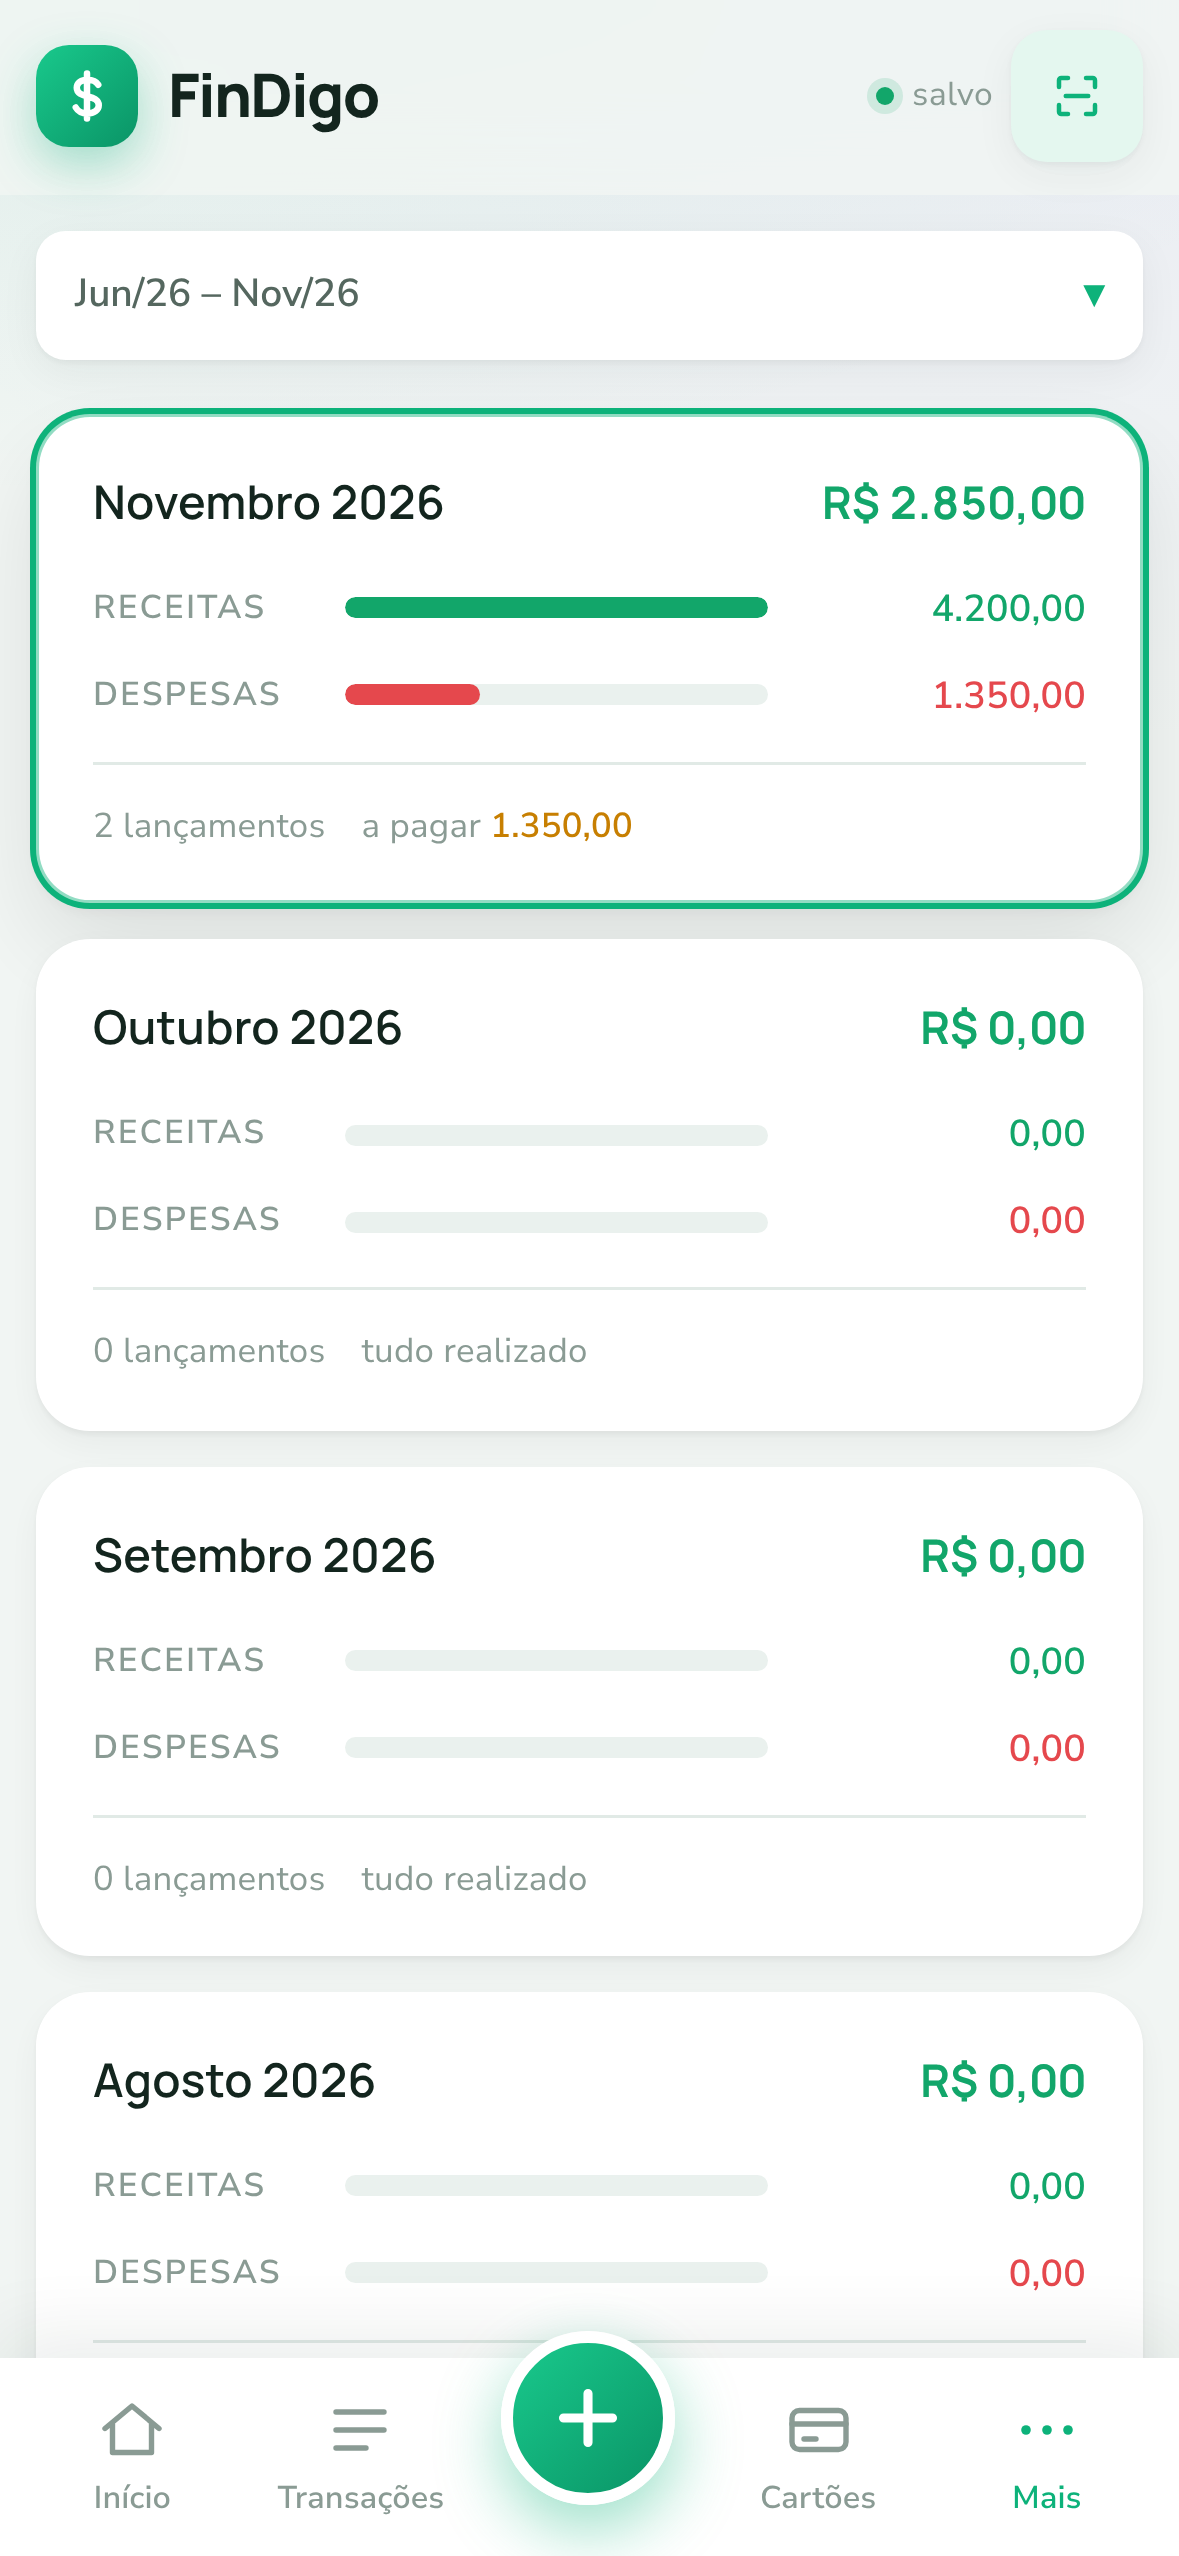 $ FinDigo salvo
Jun/26 – Nov/26 ▼
Novembro 2026 R$ 2.850,00
RECEITAS 4.200,00
DESPESAS 1.350,00
2 lançamentos a pagar 1.350,00
Outubro 2026 R$ 0,00
RECEITAS 0,00
DESPESAS 0,00
0 lançamentos tudo realizado
Setembro 2026 R$ 0,00
RECEITAS 0,00
DESPESAS 0,00
0 lançamentos tudo realizado
Agosto 2026 R$ 0,00
RECEITAS 0,00
DESPESAS 0,00
Início Transações Cartões Mais